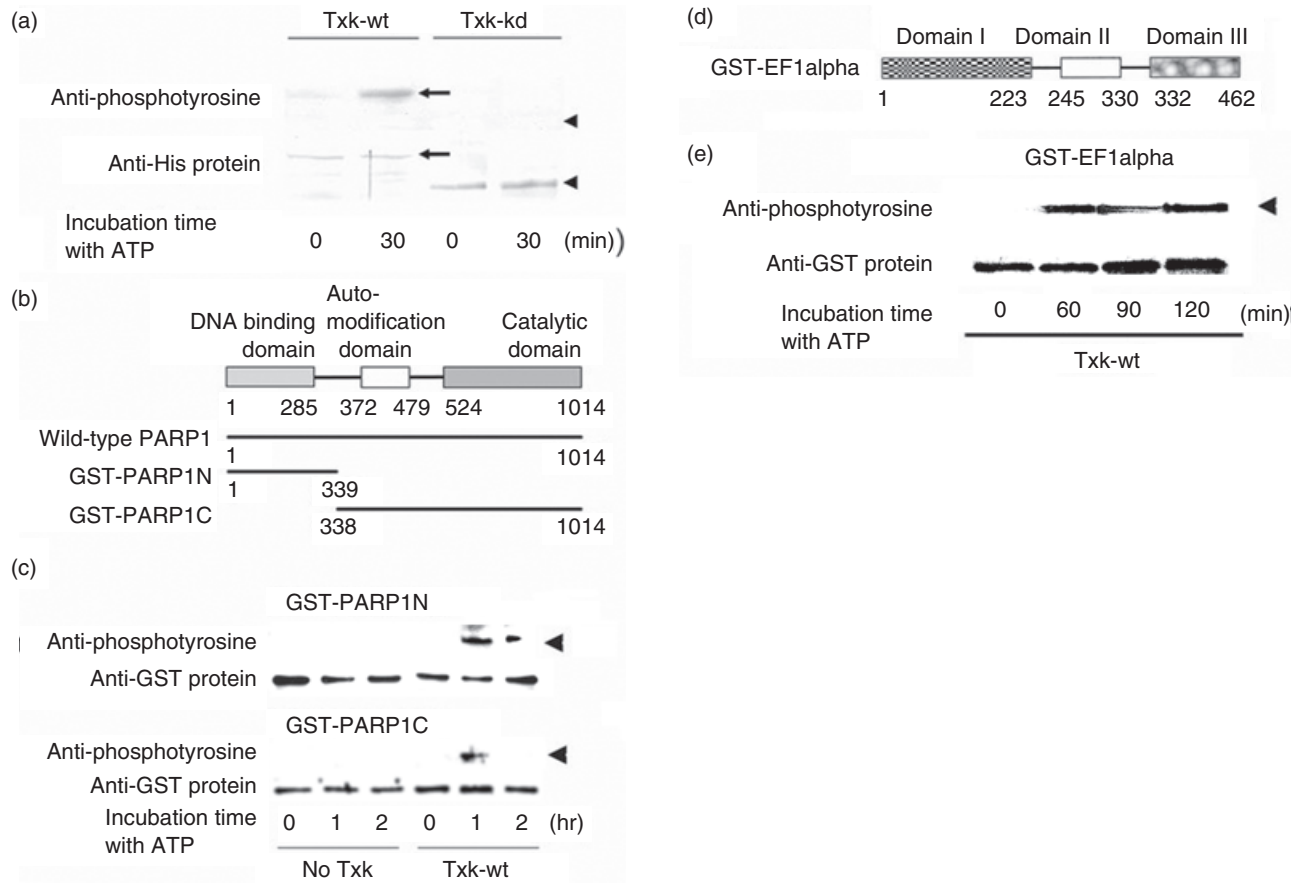 (a)
Txk-wt Txk-kd
Anti-phosphotyrosine
Anti-His protein
Incubation time
with ATP
0 30 0 30 (min))
(b)
DNA binding
domain
Auto-
modification
domain
Catalytic
domain
1 285 372 479 524 1014
Wild-type PARP1
1 1014
GST-PARP1N
1 339
GST-PARP1C
338 1014
(c)
GST-PARP1N
Anti-phosphotyrosine
Anti-GST protein
GST-PARP1C
Anti-phosphotyrosine
Anti-GST protein
Incubation time
with ATP
0 1 2 0 1 2 (hr)
No Txk Txk-wt
(d)
Domain I Domain II Domain III
GST-EF1alpha
1 223 245 330 332 462
(e)
GST-EF1alpha
Anti-phosphotyrosine
Anti-GST protein
Incubation time
with ATP
0 60 90 120 (min)
Txk-wt